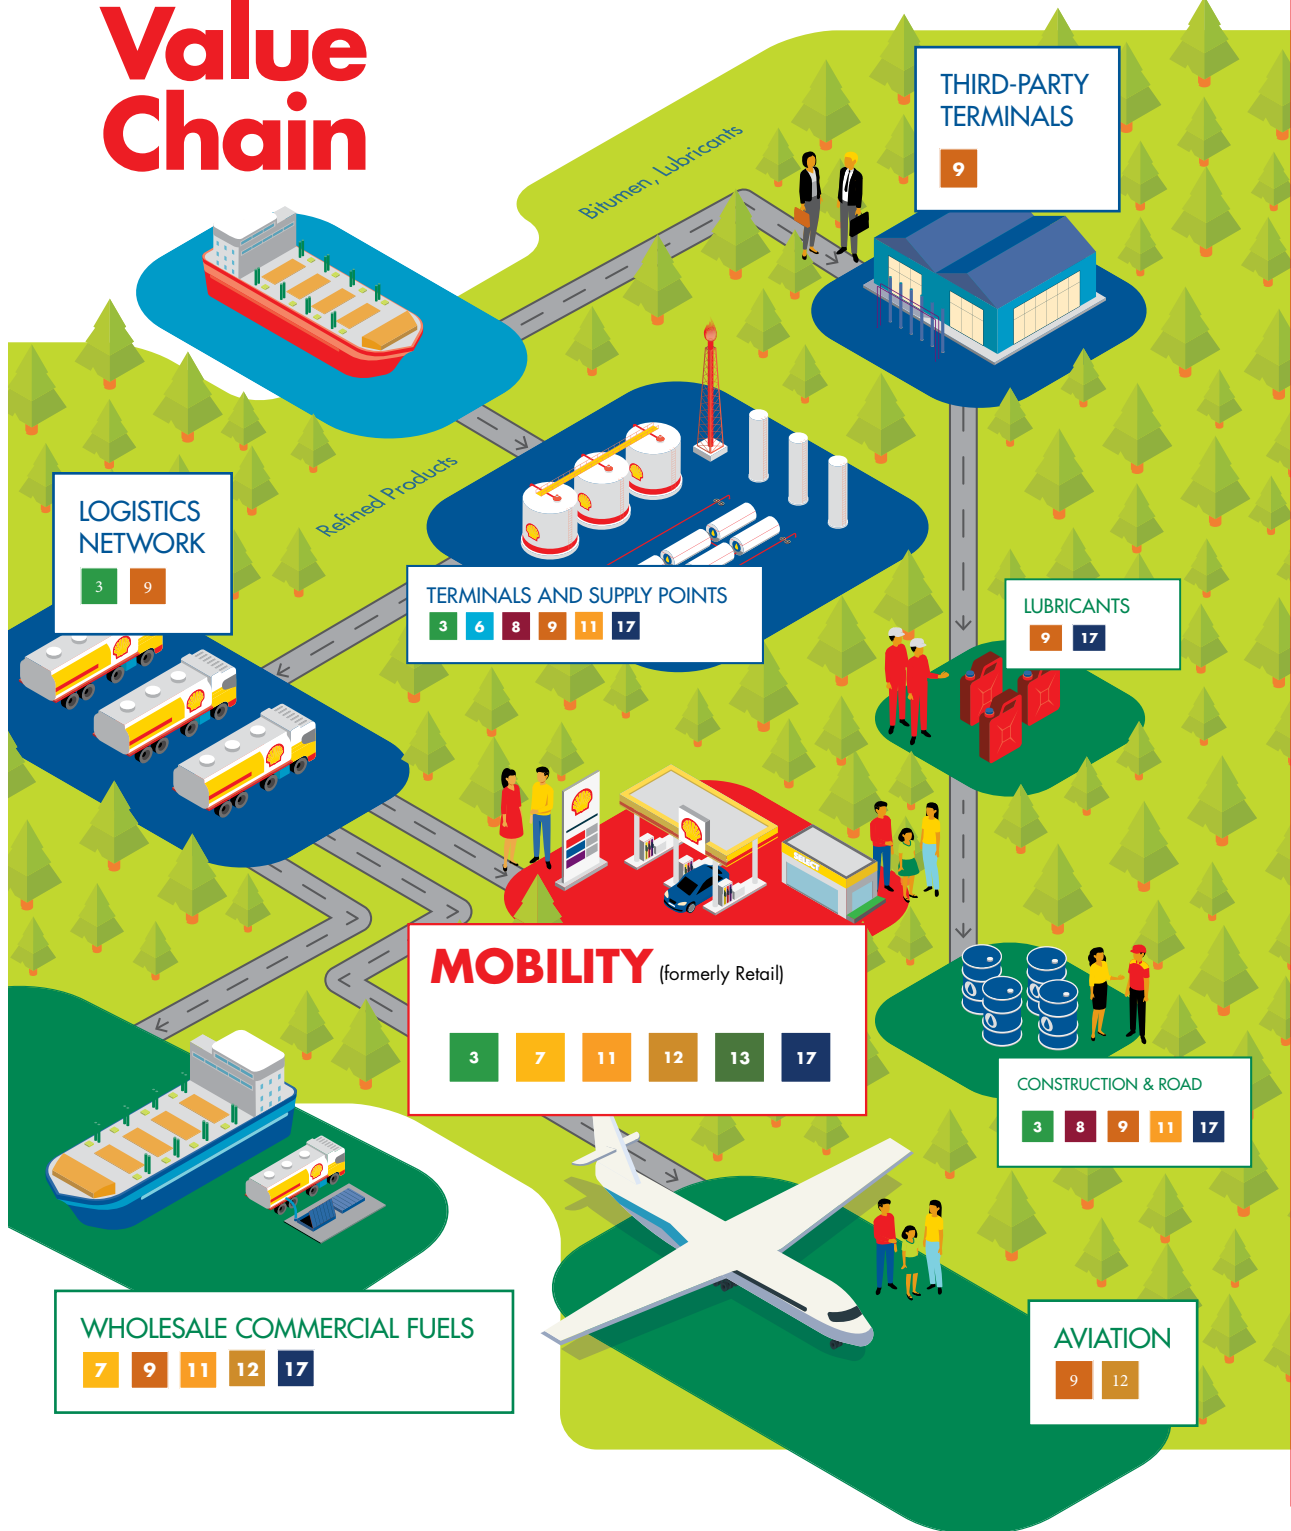 Value
Chain
THIRD-PARTY
TERMINALS
9
Bitumen, Lubricants
Refined Products
LOGISTICS
NETWORK
3 9
TERMINALS AND SUPPLY POINTS
3 6 8 9 11 17
LUBRICANTS
9 17
SELECT
MOBILITY (formerly Retail)
3 7 11 12 13 17
CONSTRUCTION & ROAD
3 8 9 11 17
WHOLESALE COMMERCIAL FUELS
7 9 11 12 17
AVIATION
9 12